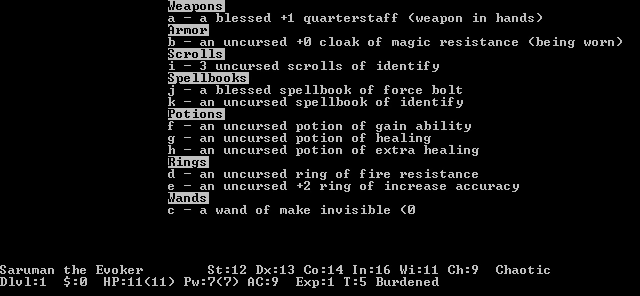 Weapons
a - a blessed +1 quarterstaff (weapon in hands)
Armor
b - an uncursed +0 cloak of magic resistance (being worn)
Scrolls
i - 3 uncursed scrolls of identify
Spellbooks
j - a blessed spellbook of force bolt
k - an uncursed spellbook of identify
Potions
f - an uncursed potion of gain ability
g - an uncursed potion of healing
h - an uncursed potion of extra healing
Rings
d - an uncursed ring of fire resistance
e - an uncursed +2 ring of increase accuracy
Wands
c - a wand of make invisible (0
Saruman the Evoker St:12 Dx:13 Co:14 In:16 Wi:11 Ch:9 Chaotic
Dlvl:1 $:0 HP:11(11) Pw:7(7) AC:9 Exp:1 T:5 Burdened